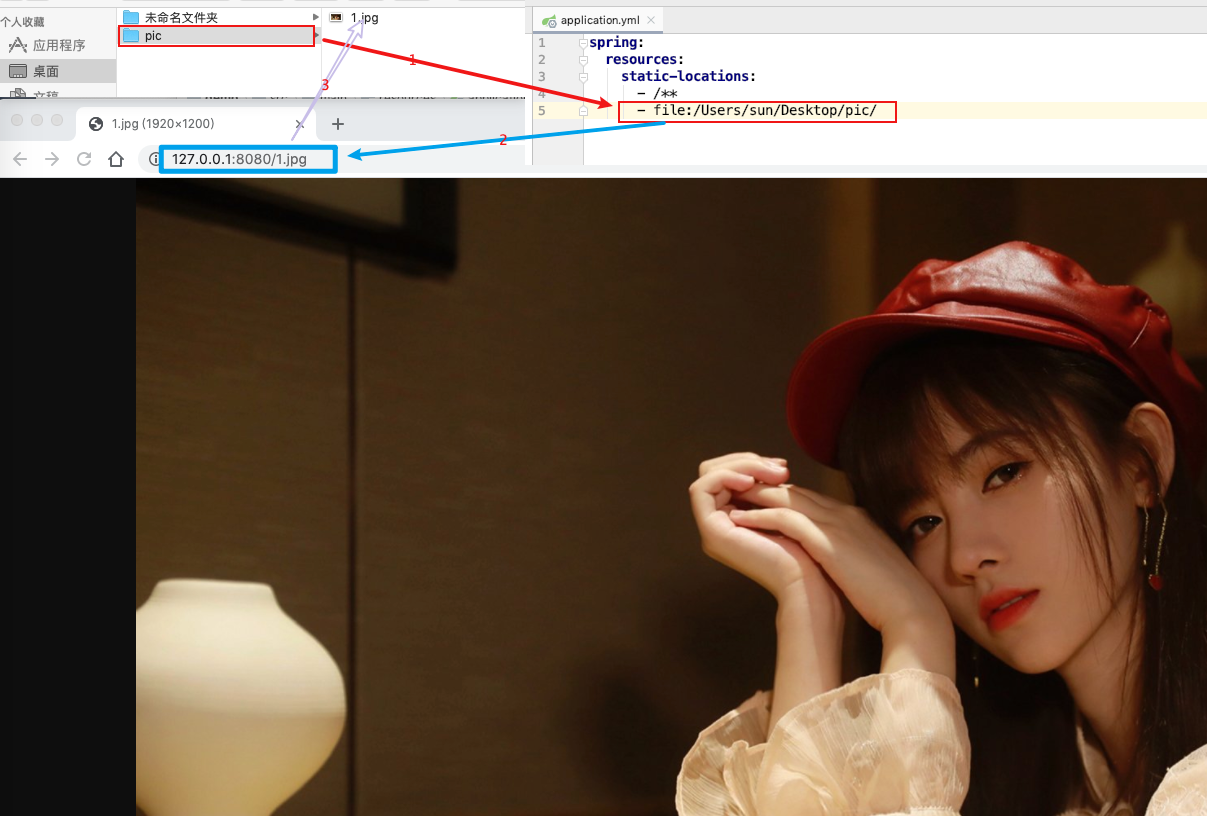 个人收藏
应用程序
桌面
文稿
未命名文件夹
pic
1.jpg
1
3
2
application.yml
1 spring:
2 resources:
3 static-locations:
4 - /**
5 - file:/Users/sun/Desktop/pic/
1.jpg (1920×1200)
127.0.0.1:8080/1.jpg